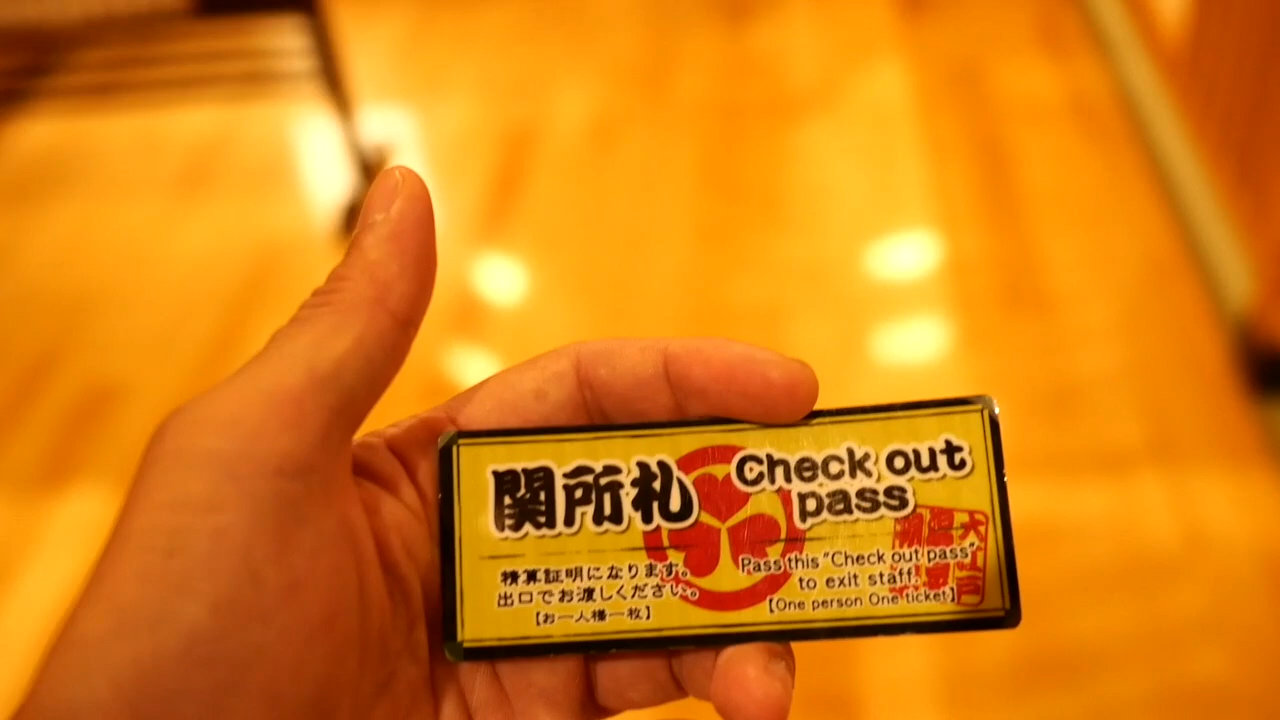 関所札
精算証明になります。
出口でお渡しください。
【お一人様一枚】
Check out
pass
Pass this "Check out pass"
to exit staff.
【One person One ticket】
大江戸
温泉